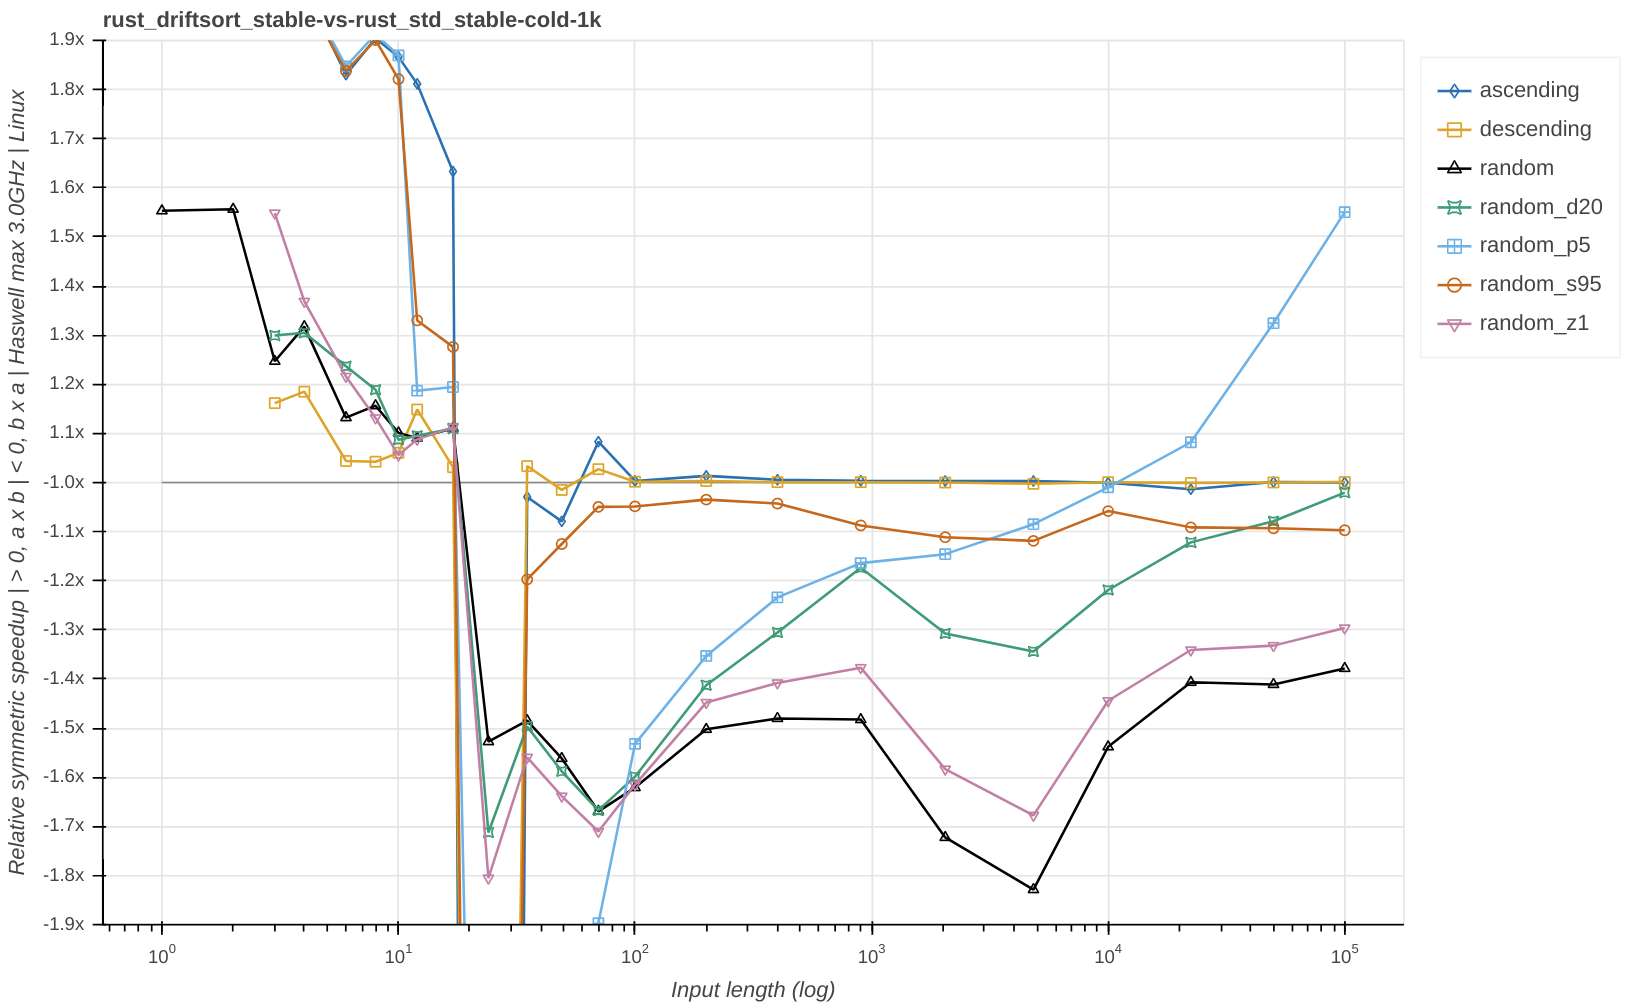 rust_driftsort_stable-vs-rust_std_stable-cold-1k
Relative symmetric speedup | > 0, a x b | < 0, b x a | Haswell max 3.0GHz | Linux
1.9x
1.8x
1.7x
1.6x
1.5x
1.4x
1.3x
1.2x
1.1x
-1.0x
-1.1x
-1.2x
-1.3x
-1.4x
-1.5x
-1.6x
-1.7x
-1.8x
-1.9x
10⁰ 10¹ 10² 10³ 10⁴ 10⁵
Input length (log)
ascending
descending
random
random_d20
random_p5
random_s95
random_z1